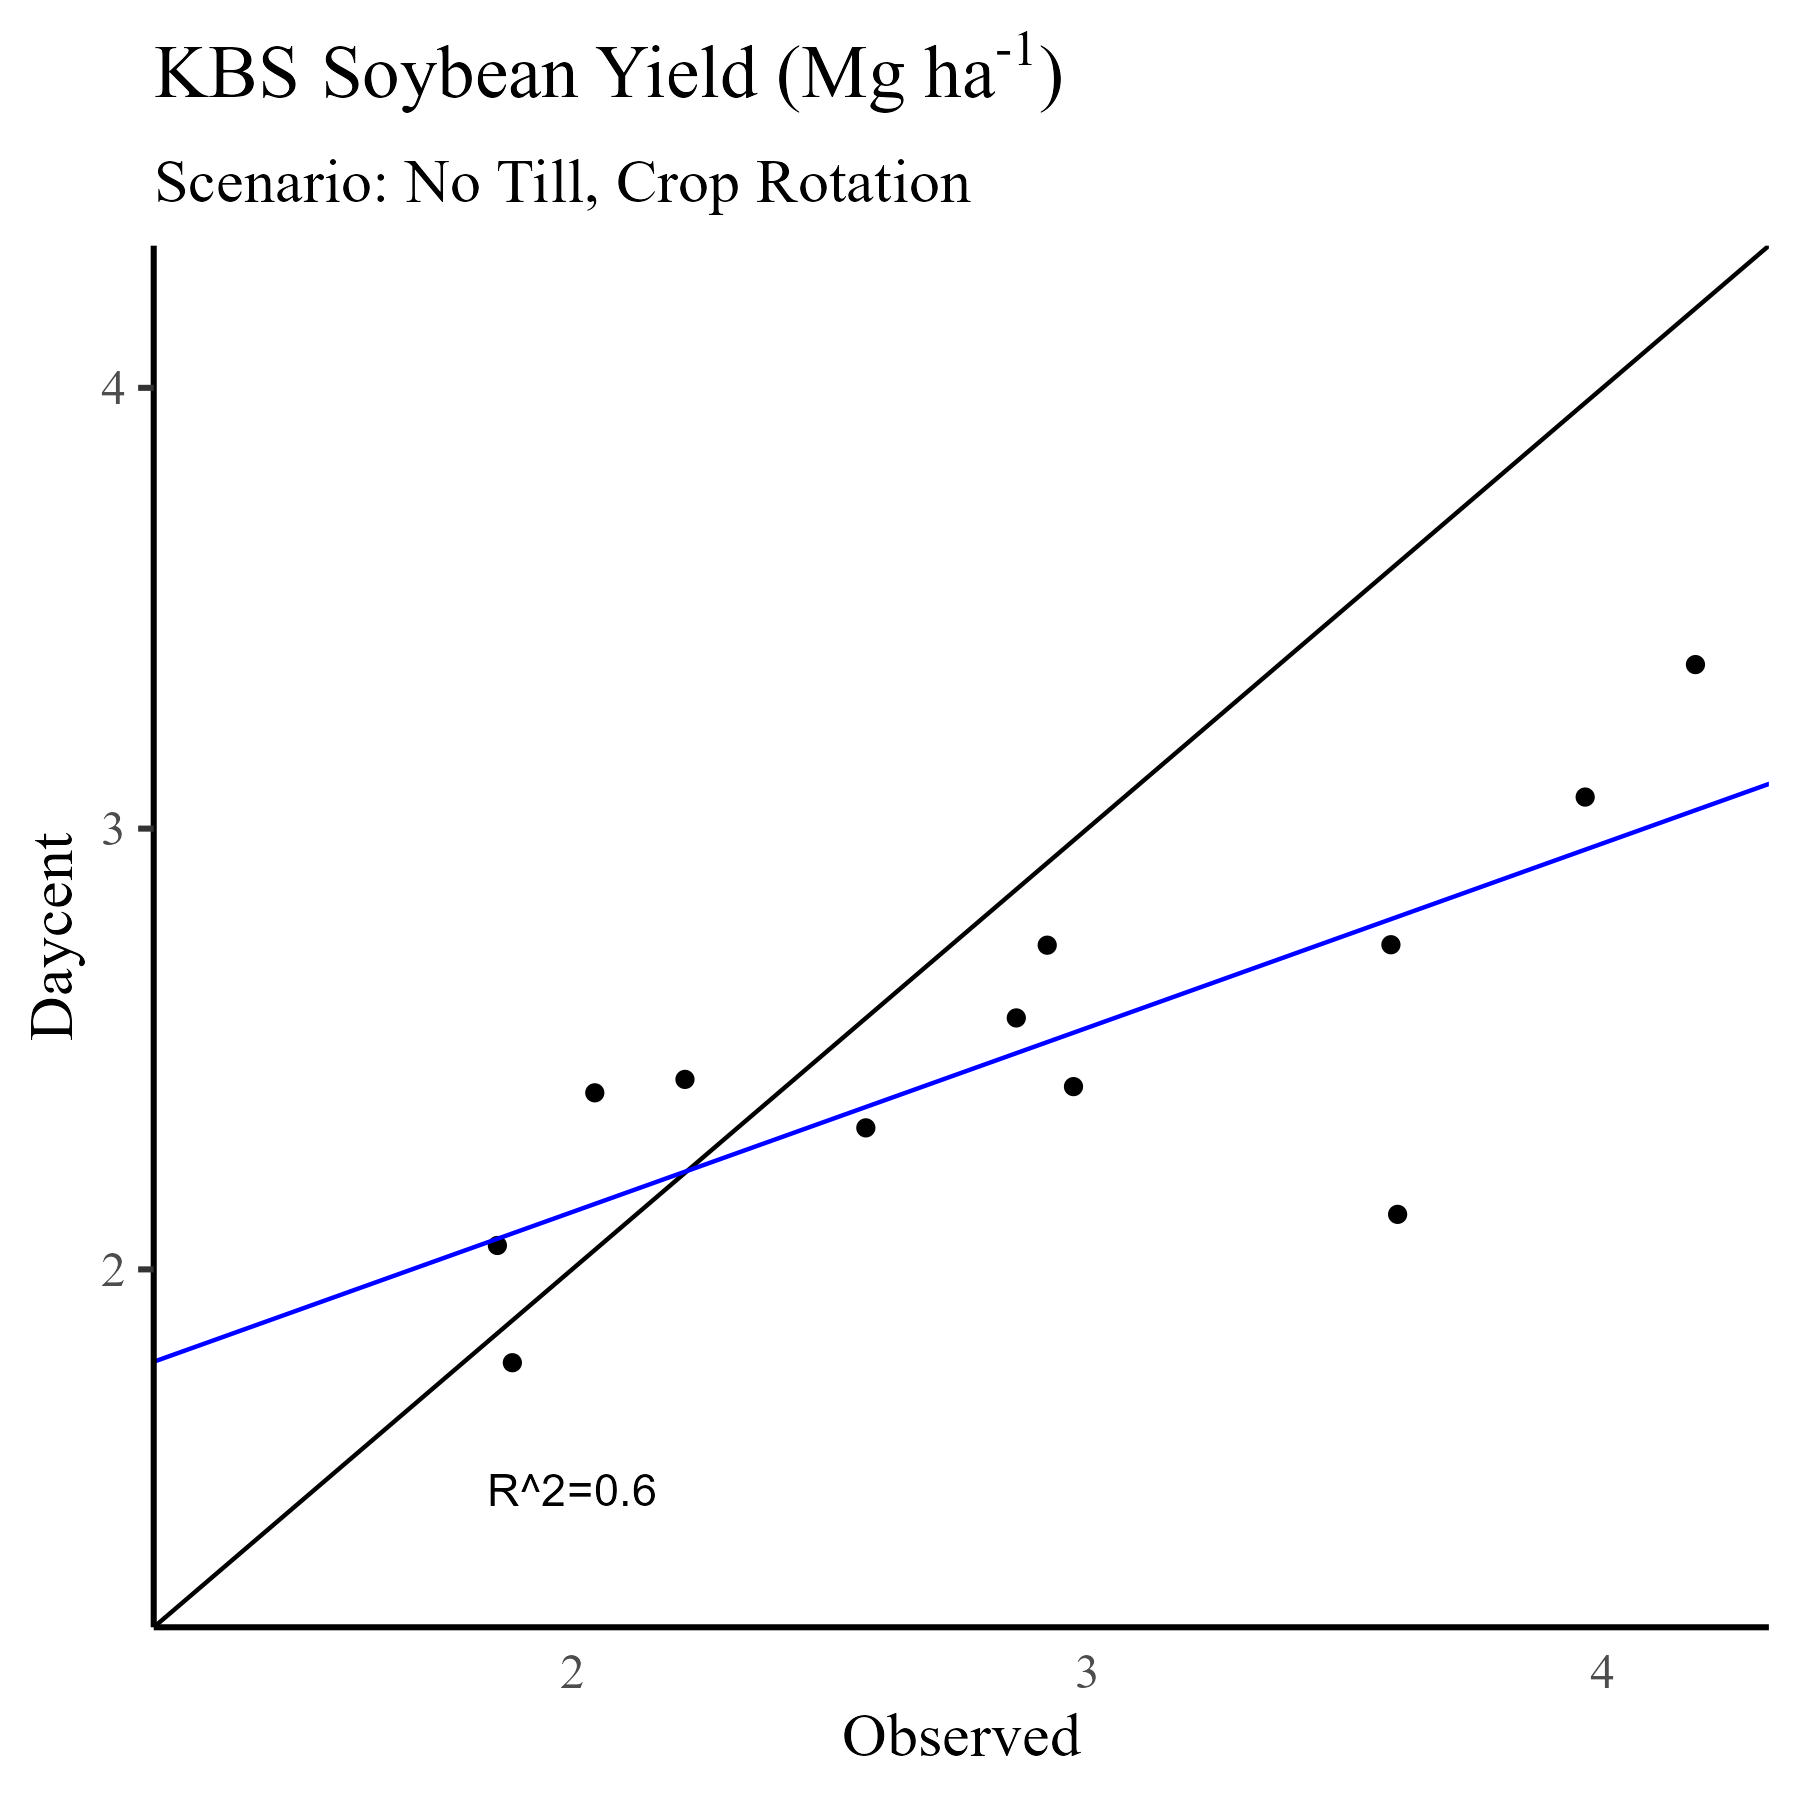 KBS Soybean Yield (Mg ha⁻¹)
Scenario: No Till, Crop Rotation
4
3
2
Daycent
R^2=0.6
2 3 4
Observed